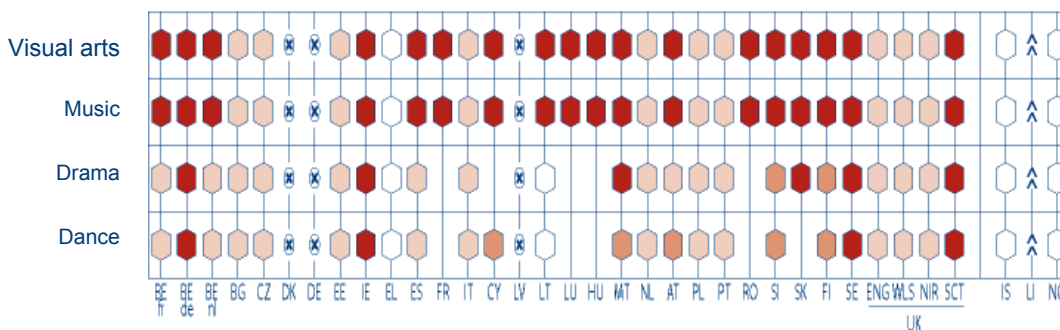 Visual arts
Music
Drama
Dance
BE fr BE de BE nl BG CZ DK DE EE IE EL ES FR IT CY LV LT LU HU MT NL AT PL PT RO SI SK FI SE ENG WLS NIR SCT IS LI NO
UK